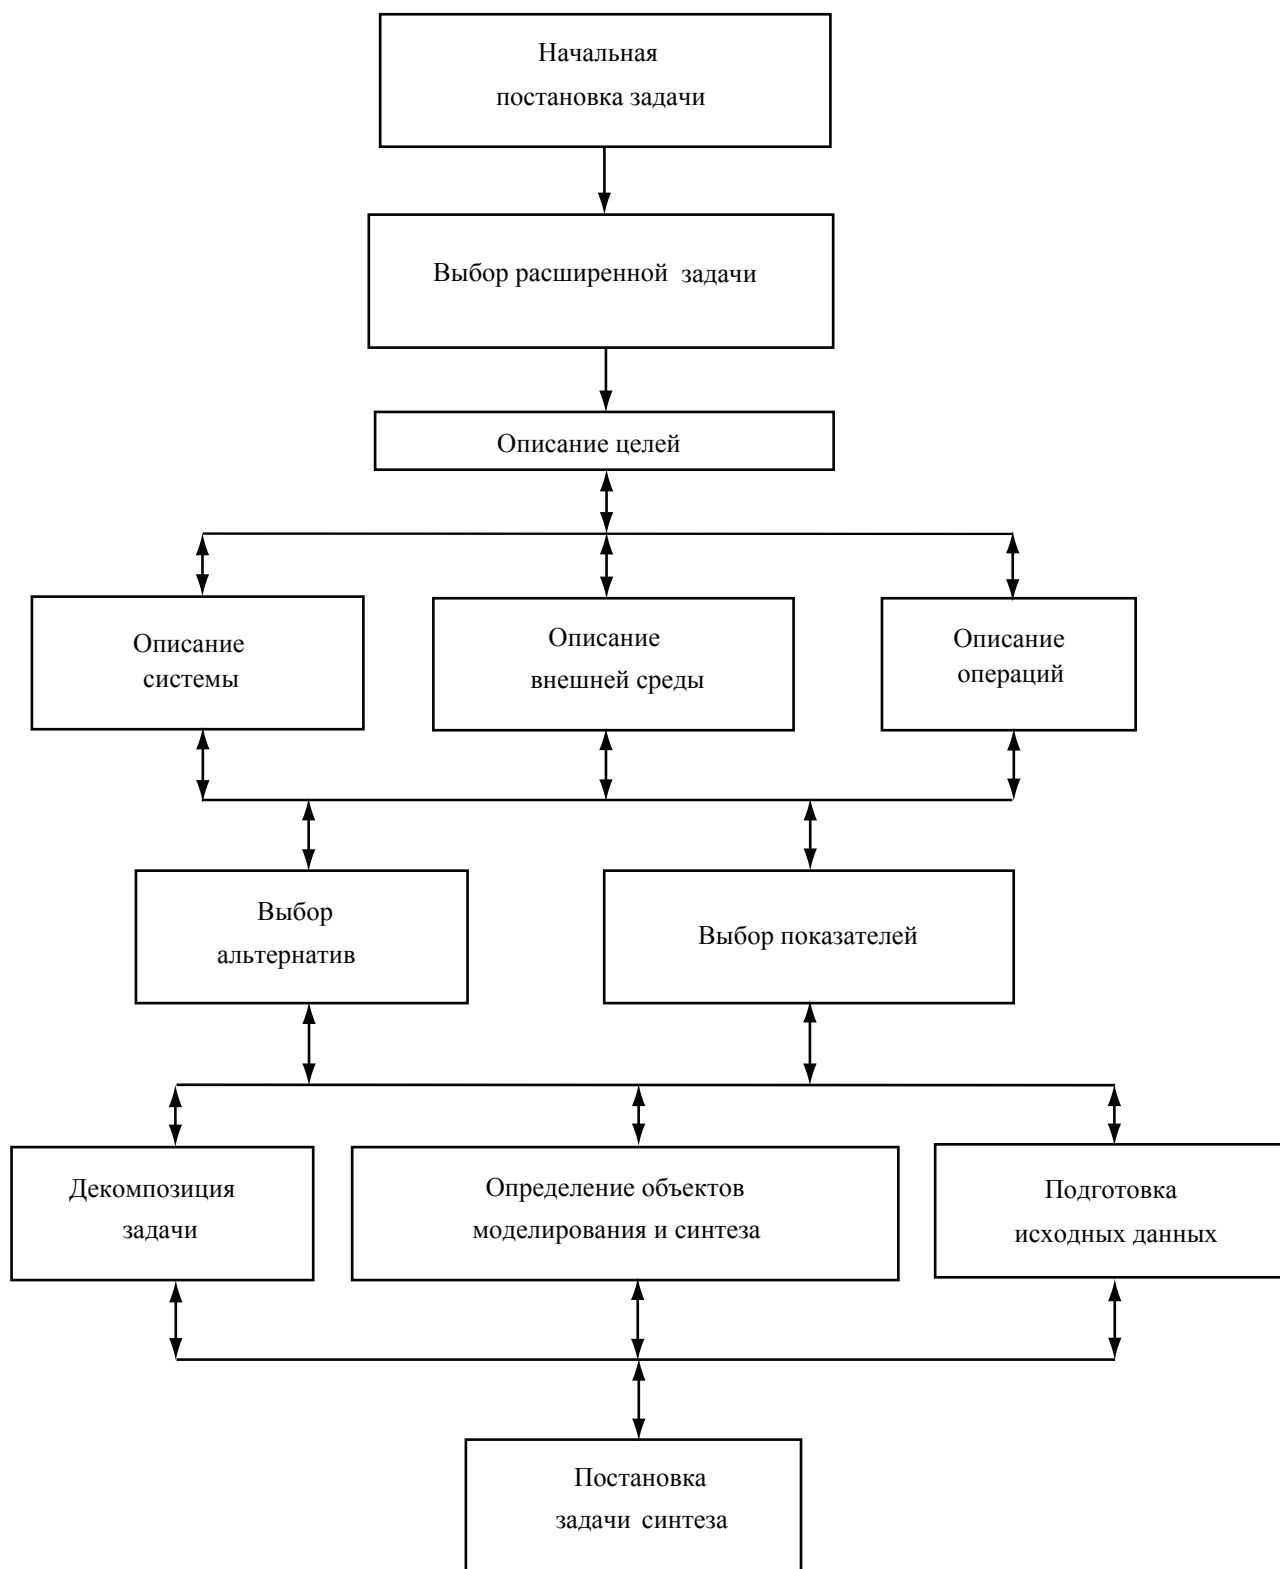 Начальная
постановка задачи
Выбор расширенной задачи
Описание целей
Описание
системы
Описание
внешней среды
Описание
операций
Выбор
альтернатив
Выбор показателей
Декомпозиция
задачи
Определение объектов
моделирования и синтеза
Подготовка
исходных данных
Постановка
задачи синтеза